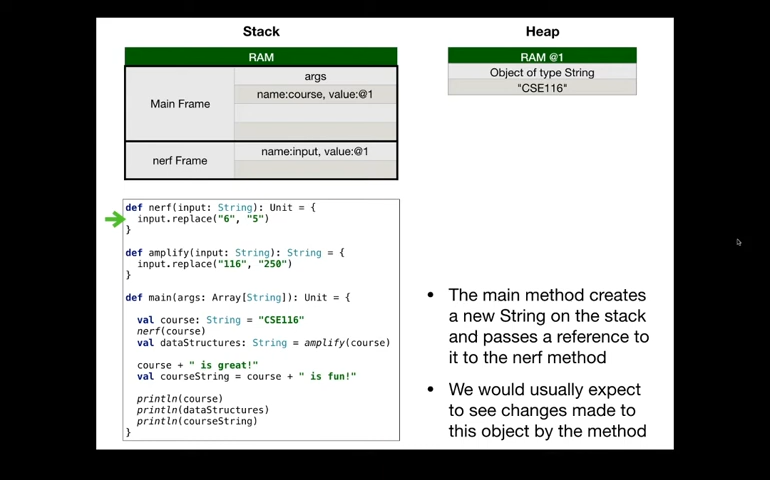 Stack
RAM
Main Frame
args
name:course, value:@1
nerf Frame
name:input, value:@1
Heap
RAM @1
Object of type String
"CSE116"
def nerf(input: String): Unit = {
input.replace("6", "5")
}
def amplify(input: String): String = {
input.replace("116", "250")
}
def main(args: Array[String]): Unit = {
val course: String = "CSE116"
nerf(course)
val dataStructures: String = amplify(course)
course + " is great!"
val courseString = course + " is fun!"
println(course)
println(dataStructures)
println(courseString)
}
• The main method creates
a new String on the stack
and passes a reference to
it to the nerf method
• We would usually expect
to see changes made to
this object by the method